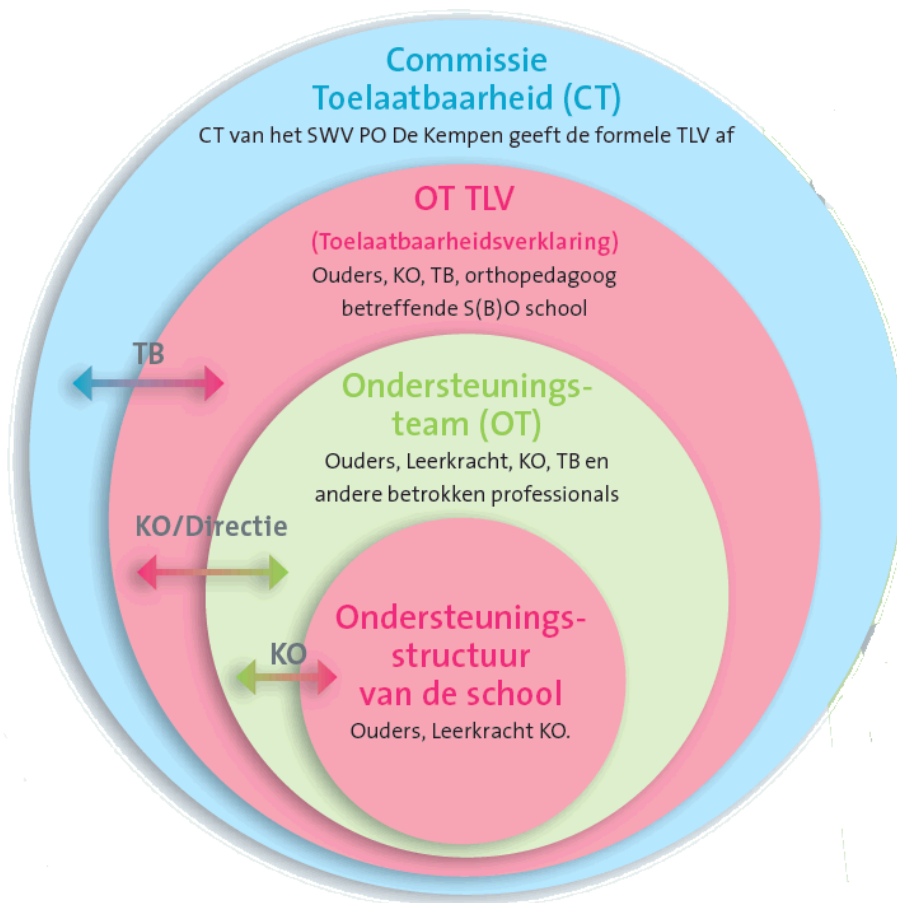 Commissie
Toelaatbaarheid (CT)
CT van het SWV PO De Kempen geeft de formele TLV af
OT TLV
(Toelaatbaarheidsverklaring)
Ouders, KO, TB, orthopedagoog
betreffende S(B)O school
TB
Ondersteunings-
team (OT)
Ouders, Leerkracht, KO, TB en
andere betrokken professionals
KO/Directie
Ondersteunings-
structuur
van de school
Ouders, Leerkracht KO.
KO